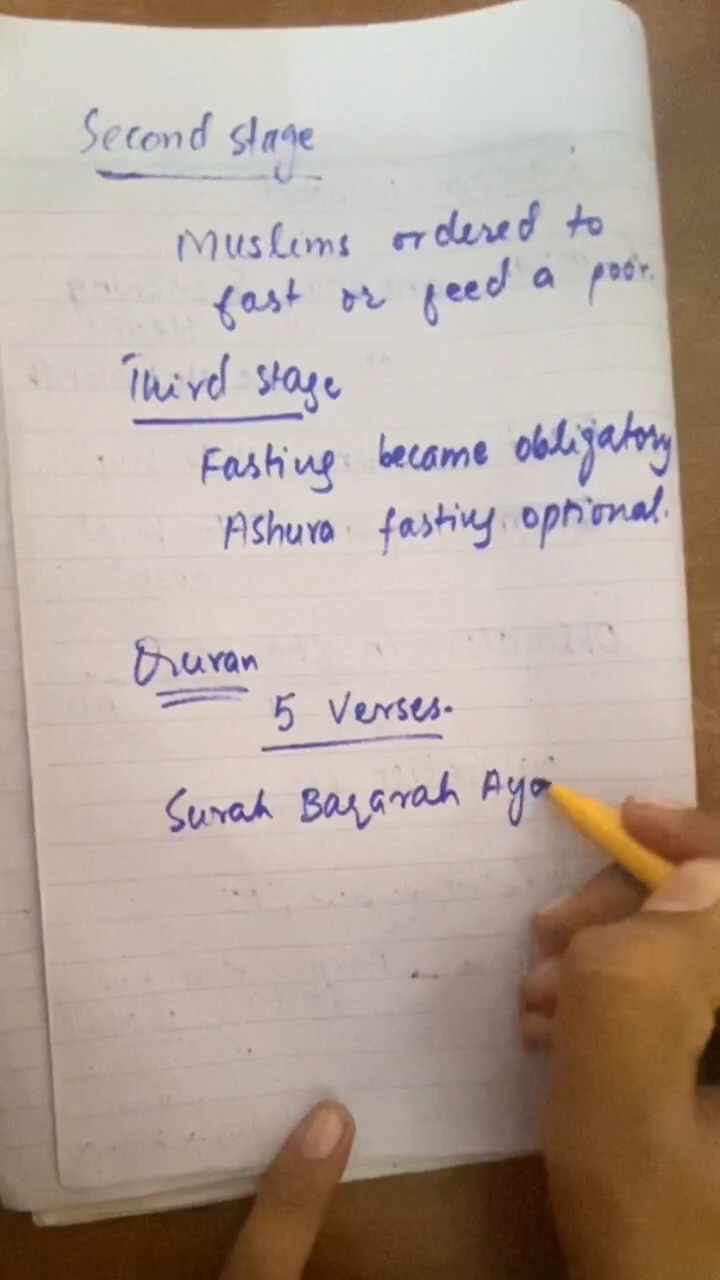 Second stage
Muslims ordered to
fast or feed a poor.
Third stage
Fasting became obligatory
Ashura fasting optional.
Quran
5 Verses.
Surah Baqarah Aya